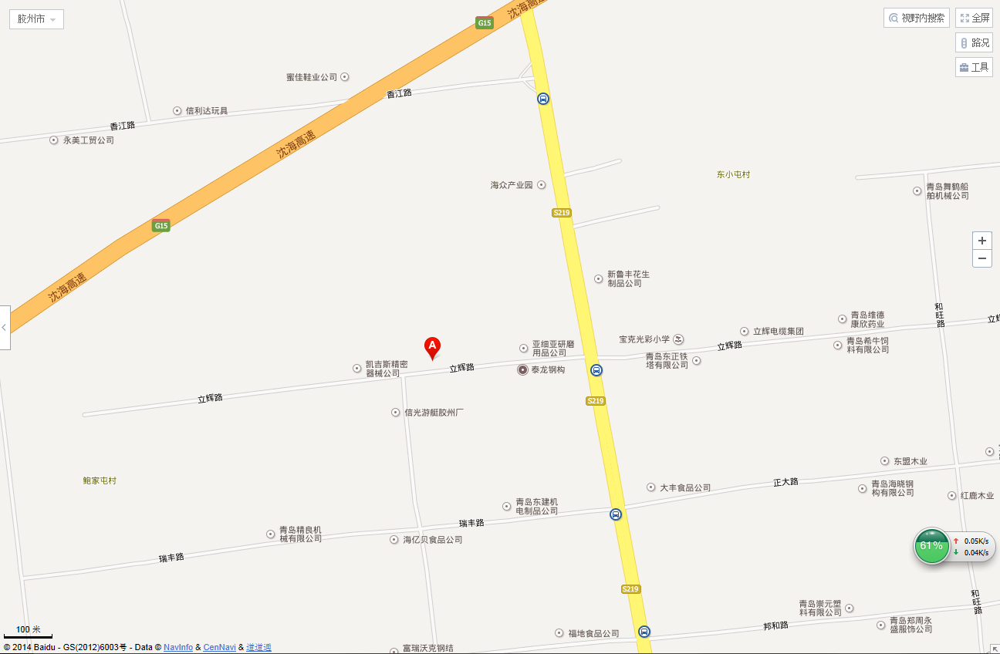 胶州市
沈海高速
G15
视野内搜索
全屏
路况
工具
蜜佳鞋业公司
香江路
信利达玩具
香江路
永美工贸公司
沈海高速
海众产业园
东小屯村
青岛舞鹤船
舶机械公司
S219
G15
沈海高速
+
新鲁丰花生
制品公司
−
和旺路
青岛维德
康欣药业
立辉电缆集团
宝克光彩小学
立辉路
青岛希牛饲
料有限公司
A
亚细亚研磨
用品公司
青岛东正铁
塔有限公司
凯吉斯精密
器械公司
立辉路
泰龙钢构
立辉路
S219
信光游艇胶州厂
鲍家屯村
东盟木业
大丰食品公司
正大路
青岛海晓钢
构有限公司
红鹿木业
青岛东建机
电制品公司
瑞丰路
青岛精良机
械有限公司
海亿贝食品公司
瑞丰路
61%
0.05K/s
0.04K/s
S219
和旺路
青岛崇元塑
料有限公司
邦和路
青岛郑周永
盛服饰公司
福地食品公司
100 米
富瑞沃克钢结
© 2014 Baidu - GS(2012)6003号 - Data © NavInfo & CenNavi & 道道通